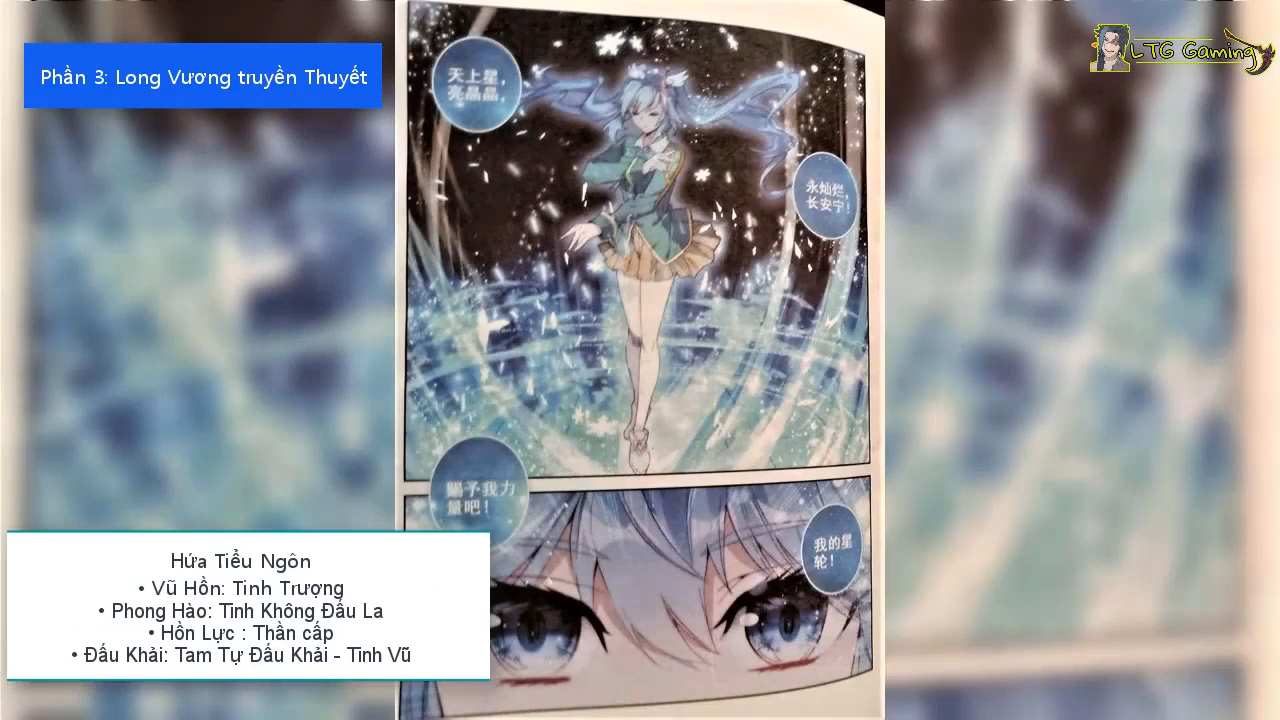 Phần 3: Long Vương truyền Thuyết
LTG Gaming
天上星，
亮晶晶，
永灿烂，
长安宁！
赐予我力
量吧！
我的星
轮！
Hứa Tiểu Ngôn
• Vũ Hồn: Tinh Trượng
• Phong Hào: Tinh Không Đấu La
• Hồn Lực : Thần cấp
• Đấu Khải: Tam Tự Đấu Khải - Tinh Vũ